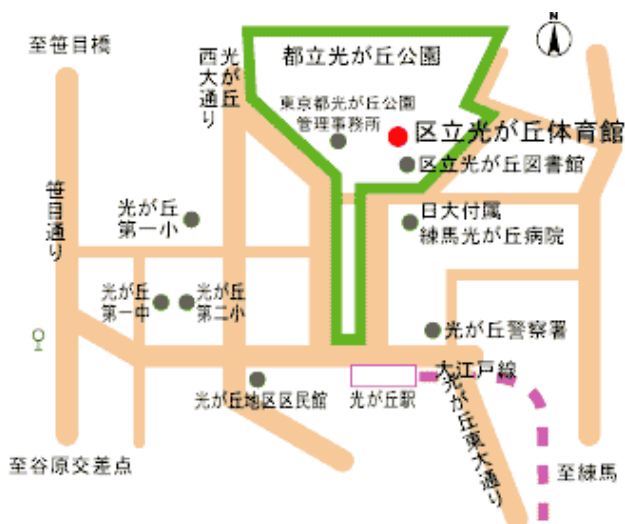 至笹目橋
光が丘
西大通り
都立光が丘公園
N
東京都光が丘公園
管理事務所
区立光が丘体育館
区立光が丘図書館
笹目通り
光が丘
第一小
日大付属
練馬光が丘病院
光が丘
第一中
光が丘
第二小
光が丘警察署
大江戸線
光が丘地区区民館
光が丘駅
光が丘東大通り
至谷原交差点
至練馬